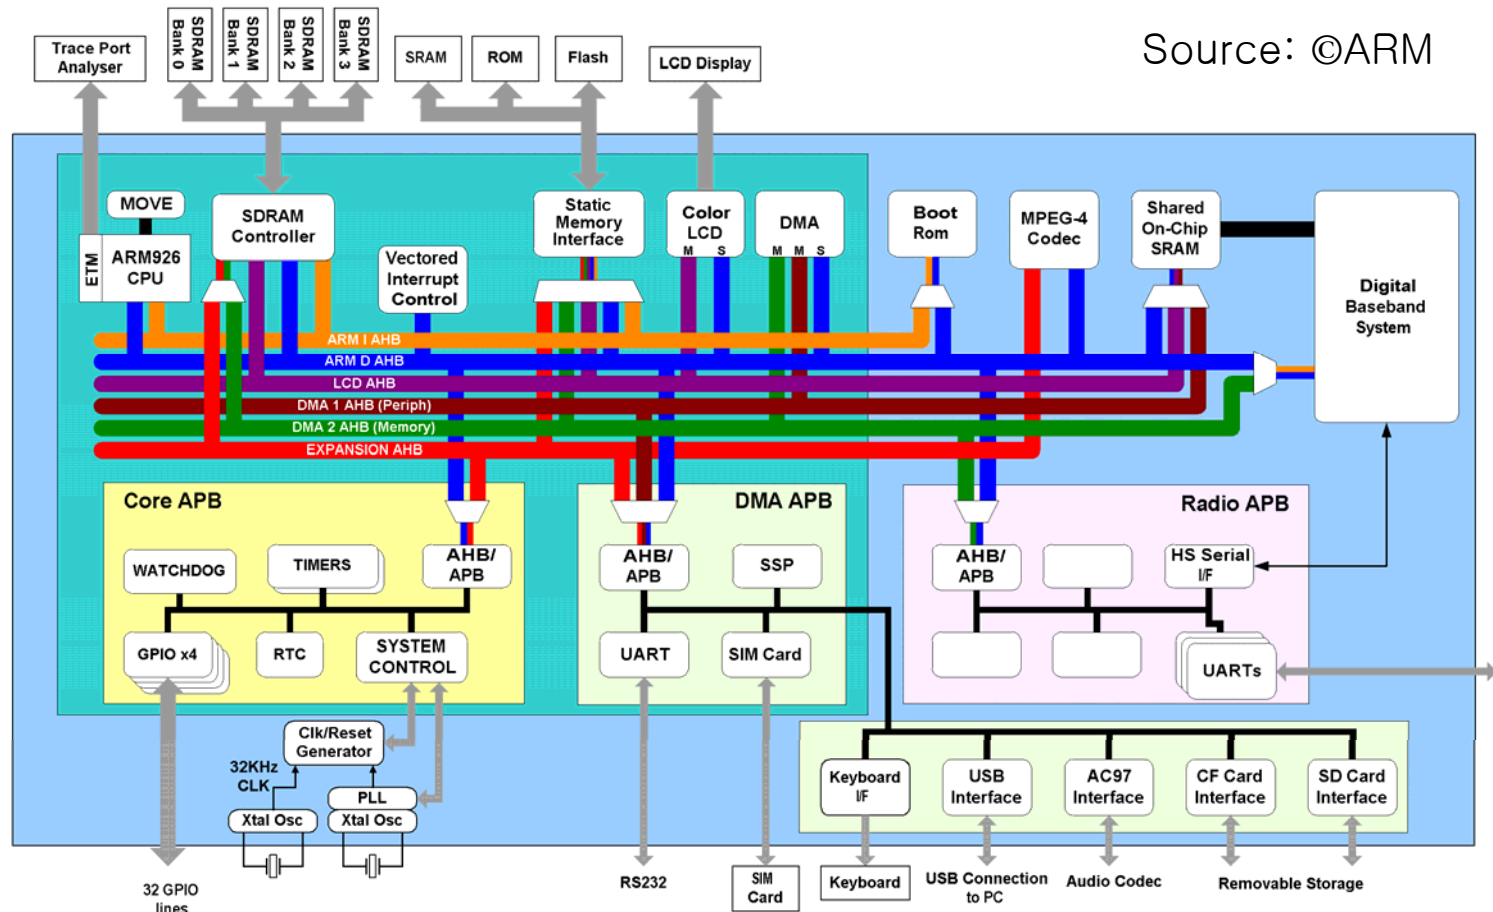 Source: ©ARM
Trace Port
Analyser
SDRAM
Bank 0
SDRAM
Bank 1
SDRAM
Bank 2
SDRAM
Bank 3
SRAM
ROM
Flash
LCD Display
MOVE
ETM
ARM926
CPU
SDRAM
Controller
Vectored
Interrupt
Control
Static
Memory
Interface
Color
LCD
M S
DMA
M M S
Boot
Rom
MPEG-4
Codec
Shared
On-Chip
SRAM
Digital
Baseband
System
ARM I AHB
ARM D AHB
LCD AHB
DMA 1 AHB (Periph)
DMA 2 AHB (Memory)
EXPANSION AHB
Core APB
WATCHDOG
TIMERS
AHB/
APB
GPIO x4
RTC
SYSTEM
CONTROL
DMA APB
AHB/
APB
SSP
UART
SIM Card
Radio APB
AHB/
APB
HS Serial
I/F
UARTs
Clk/Reset
Generator
32KHz
CLK
PLL
Xtal Osc
Xtal Osc
Keyboard
I/F
USB
Interface
AC97
Interface
CF Card
Interface
SD Card
Interface
32 GPIO
lines
RS232
SIM
Card
Keyboard
USB Connection
to PC
Audio Codec
Removable Storage